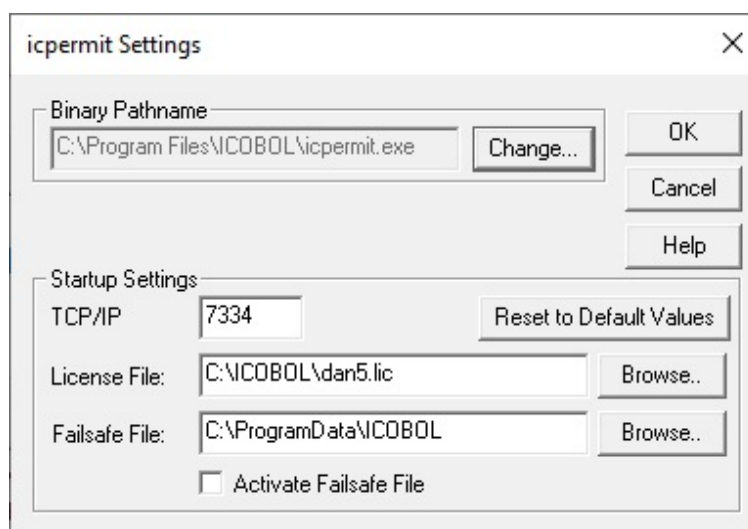 icpermit Settings
Binary Pathname
C:\Program Files\ICOBOL\icpermit.exe
Change...
OK
Cancel
Help
Startup Settings
TCP/IP 7334 Reset to Default Values
License File: C:\ICOBOL\dan5.lic Browse..
Failsafe File: C:\ProgramData\ICOBOL Browse..
Activate Failsafe File